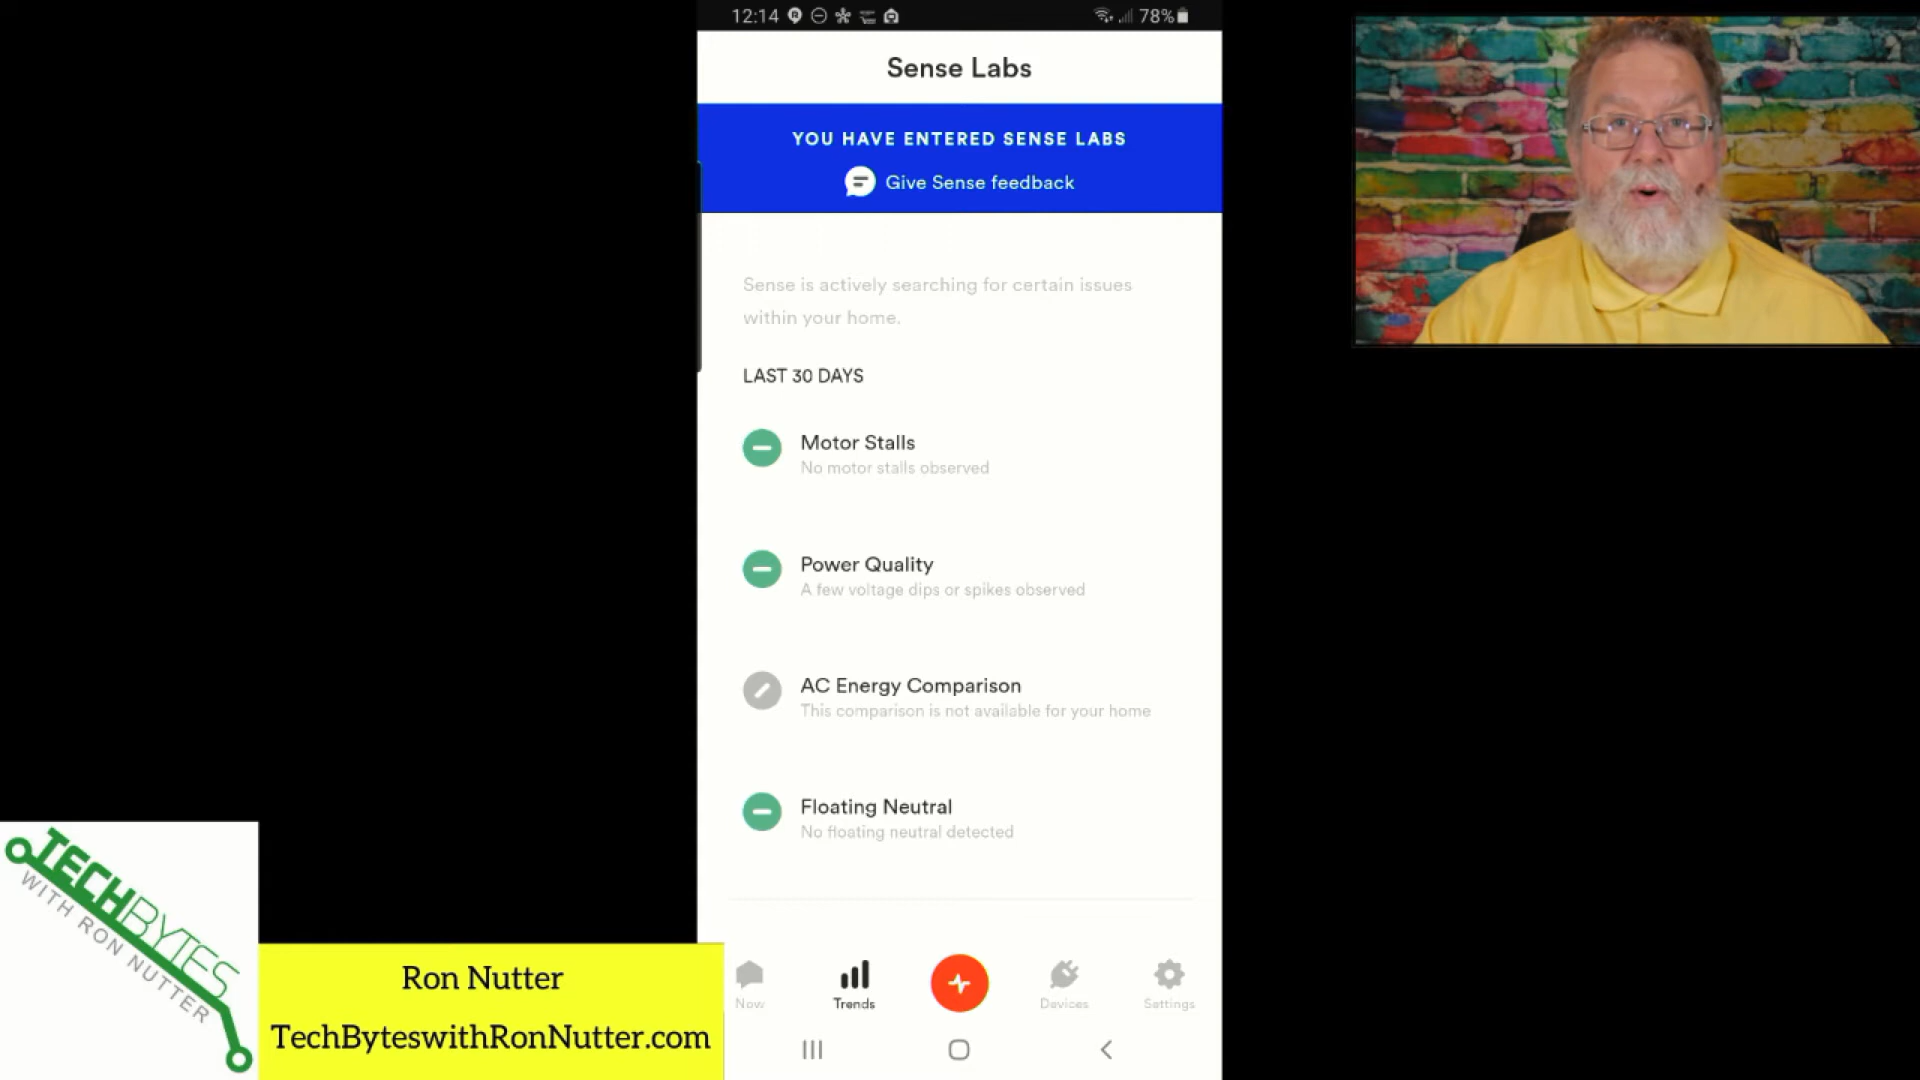 12:14
78%
Sense Labs
YOU HAVE ENTERED SENSE LABS
Give Sense feedback
Sense is actively searching for certain issues
within your home.
LAST 30 DAYS
Motor Stalls
No motor stalls observed
Power Quality
A few voltage dips or spikes observed
AC Energy Comparison
This comparison is not available for your home
Floating Neutral
No floating neutral detected
Now
Trends
Devices
Settings
TECHBYTES
WITH RON NUTTER
Ron Nutter
TechByteswithRonNutter.com